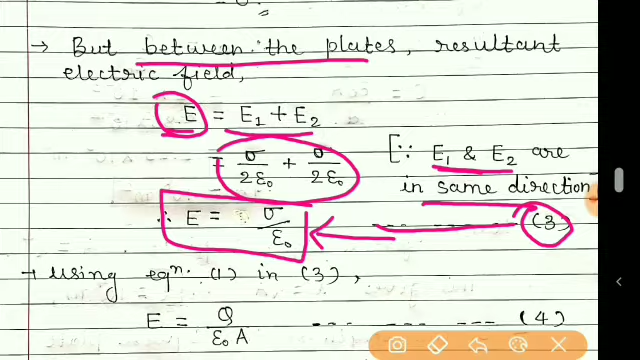 → But between the plates, resultant
electric field,
E = E₁ + E₂
= σ/2ε₀ + σ/2ε₀ [∵ E₁ & E₂ are
in same direction
∴ E = σ/ε₀ --- (3)
→ Using eqⁿ. (1) in (3),
E = Q/ε₀A --- --- --- (4)